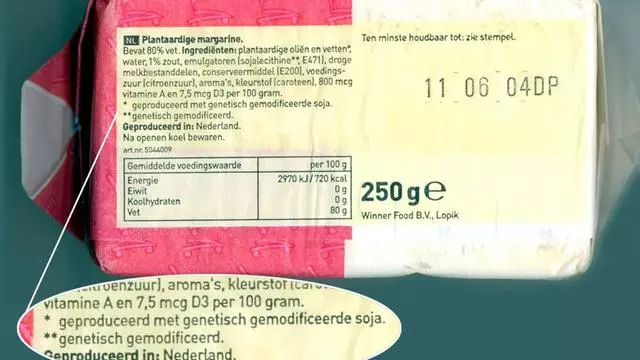 NL Plantaardige margarine.
Bevat 80% vet. Ingrediënten: plantaardige oliën en vetten*,
water, 1% zout, emulgatoren (sojalecithine**, E471), droge
melkbestanddelen, conserveermiddel (E200), voedings-
zuur (citroenzuur), aroma's, kleurstof (caroteen), 800 mcg
vitamine A en 7,5 mcg D3 per 100 gram.
* geproduceerd met genetisch gemodificeerde soja.
**genetisch gemodificeerd.
Geproduceerd in: Nederland.
Na openen koel bewaren.
art.nr. 5044009
Gemiddelde voedingswaarde per 100 g
Energie 2970 kJ/720 kcal
Eiwit 0 g
Koolhydraten 0 g
Vet 80 g
Ten minste houdbaar tot: zie stempel.
11 06 04DP
250 g e
Winner Food B.V., Lopik
aroma's, kleurstof
vitamine A en 7,5 mcg D3 per 100 gram.
* geproduceerd met genetisch gemodificeerde soja.
**genetisch gemodificeerd.
Geproduceerd in: Nederland.